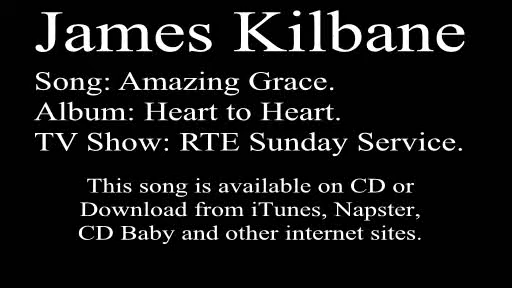 James Kilbane
Song: Amazing Grace.
Album: Heart to Heart.
TV Show: RTE Sunday Service.
This song is available on CD or
Download from iTunes, Napster,
CD Baby and other internet sites.